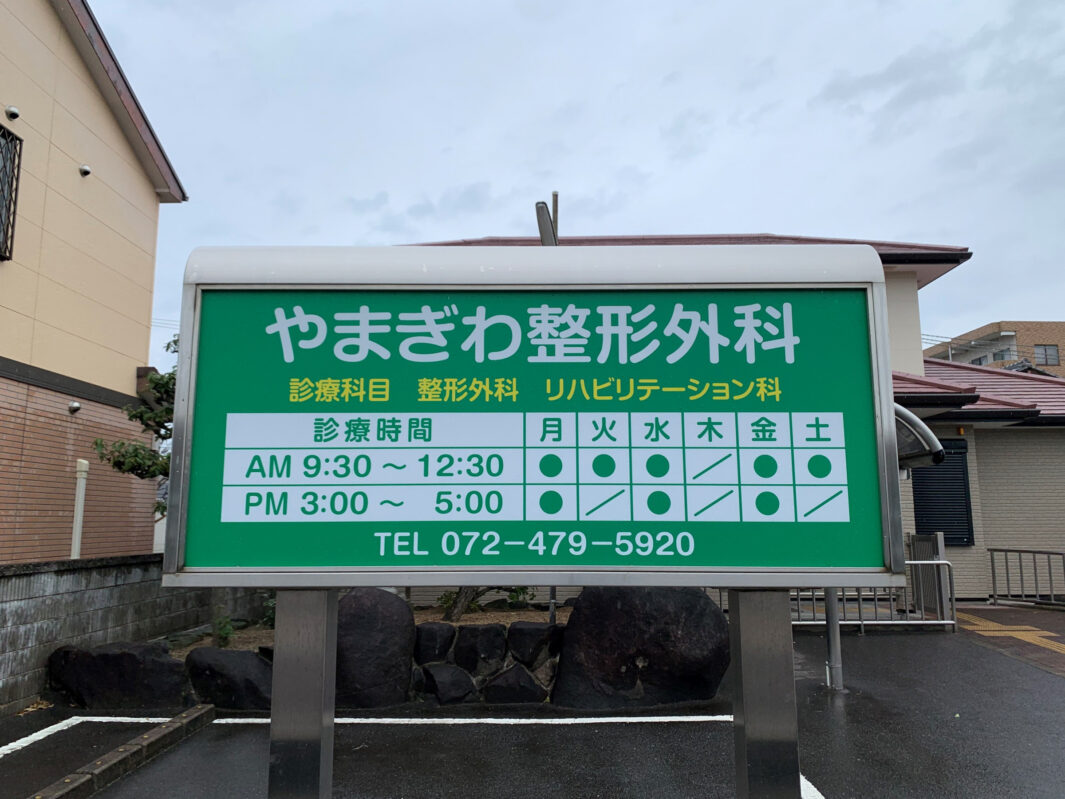 やまぎわ整形外科
診療科目 整形外科 リハビリテーション科
診療時間 月 火 水 木 金 土
AM 9:30 ～ 12:30 ● ● ● ／ ● ●
PM 3:00 ～ 5:00 ● ／ ● ／ ● ／
TEL 072－479－5920